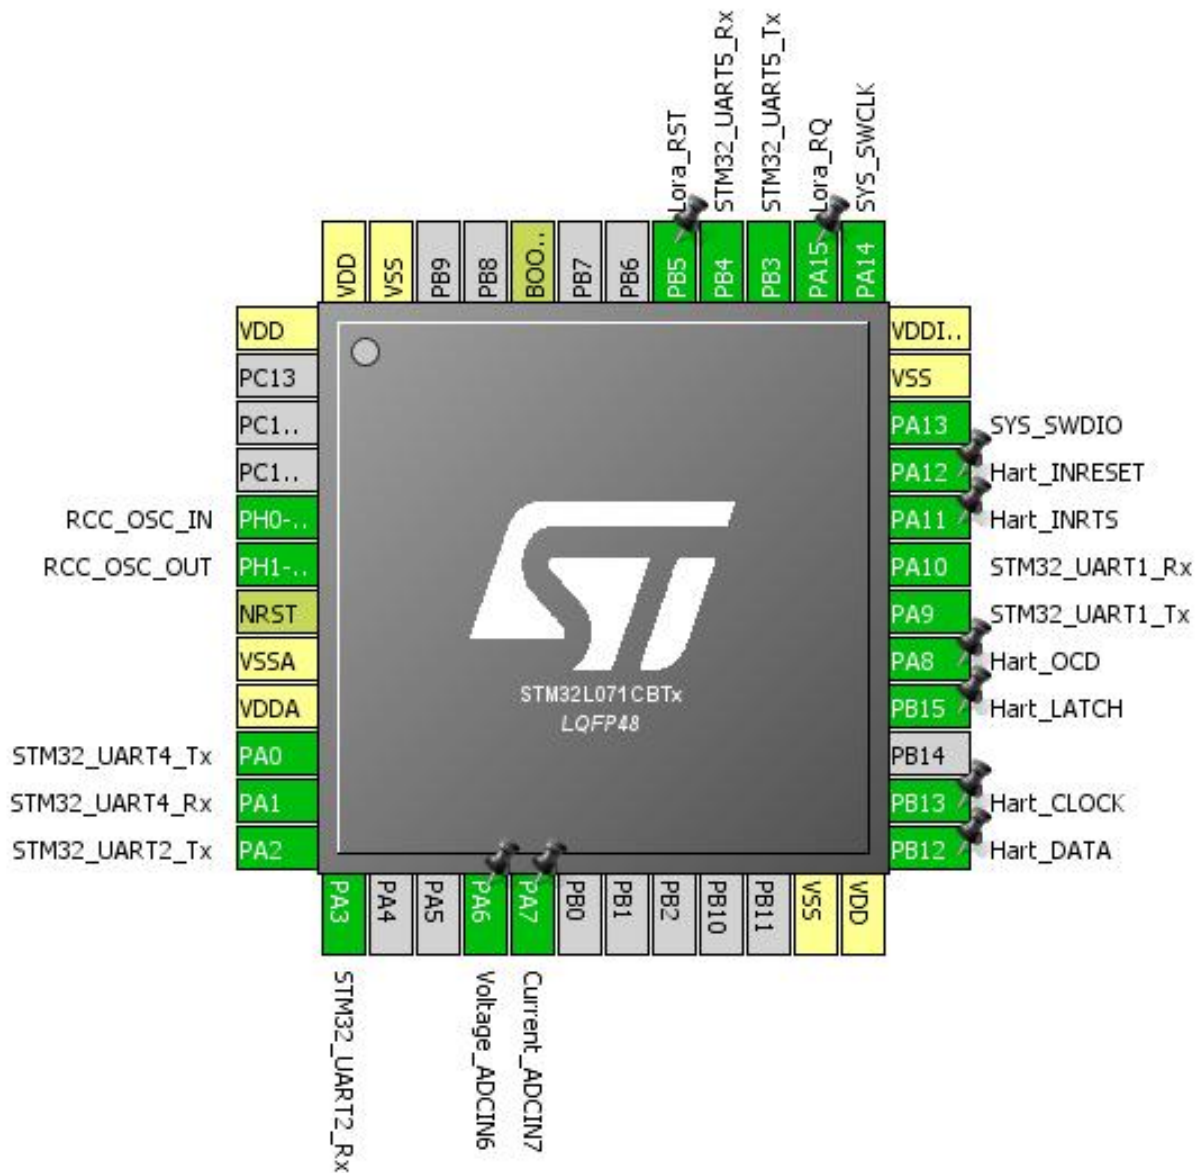 Lora_RST
STM32_UART5_Rx
STM32_UART5_Tx
Lora_RQ
SYS_SWCLK
VDD
VSS
PB9
PB8
BOO..
PB7
PB6
PB5
PB4
PB3
PA15
PA14
VDD
PC13
PC1..
PC1..
RCC_OSC_IN PH0-..
RCC_OSC_OUT PH1-..
NRST
VSSA
VDDA
STM32_UART4_Tx PA0
STM32_UART4_Rx PA1
STM32_UART2_Tx PA2
STM32L071CBTx
LQFP48
VDDI..
VSS
PA13 SYS_SWDIO
PA12 Hart_INRESET
PA11 Hart_INRTS
PA10 STM32_UART1_Rx
PA9 STM32_UART1_Tx
PA8 Hart_OCD
PB15 Hart_LATCH
PB14
PB13 Hart_CLOCK
PB12 Hart_DATA
PA3
PA4
PA5
PA6
PA7
PB0
PB1
PB2
PB10
PB11
VSS
VDD
STM32_UART2_Rx
Voltage_ADCIN6
Current_ADCIN7